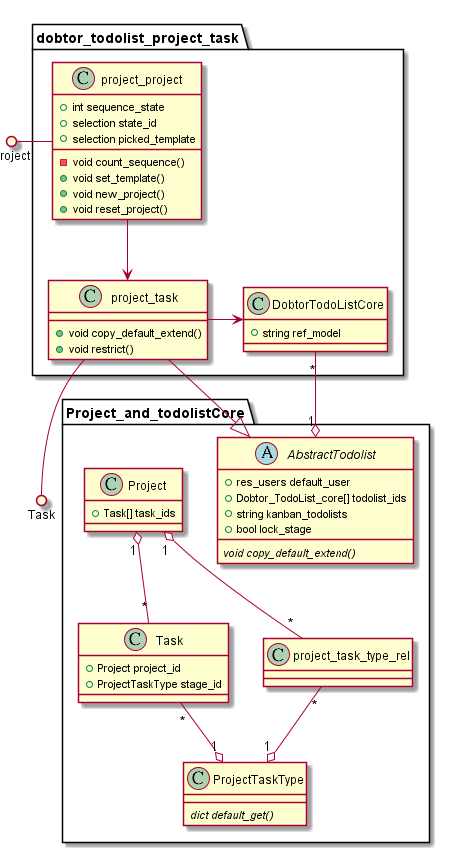 dobtor_todolist_project_task
C project_project
int sequence_state
selection state_id
selection picked_template
void count_sequence()
void set_template()
void new_project()
void reset_project()
roject
C project_task
void copy_default_extend()
void restrict()
C DobtorTodoListCore
string ref_model
*
1
Task
Project_and_todolistCore
A AbstractTodolist
res_users default_user
Dobtor_TodoList_core[] todolist_ids
string kanban_todolists
bool lock_stage
void copy_default_extend()
C Project
Task[] task_ids
1
1
*
*
C Task
Project project_id
ProjectTaskType stage_id
C project_task_type_rel
*
*
1
1
C ProjectTaskType
dict default_get()